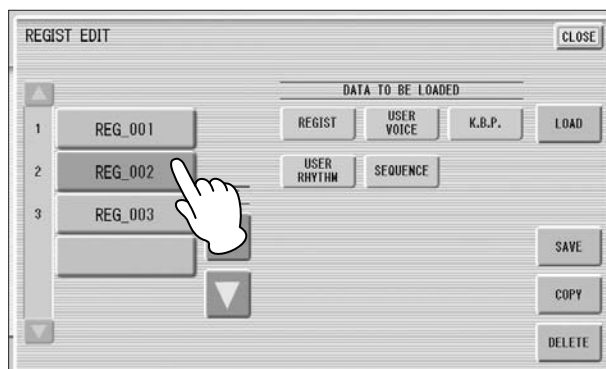 REGIST EDIT
CLOSE
DATA TO BE LOADED
REGIST
USER
VOICE
K.B.P.
LOAD
USER
RHYTHM
SEQUENCE
1 REG_001
2 REG_002
3 REG_003
SAVE
COPY
DELETE